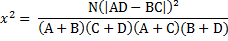 x² = N(|AD − BC|)² / (A + B)(C + D)(A + C)(B + D)